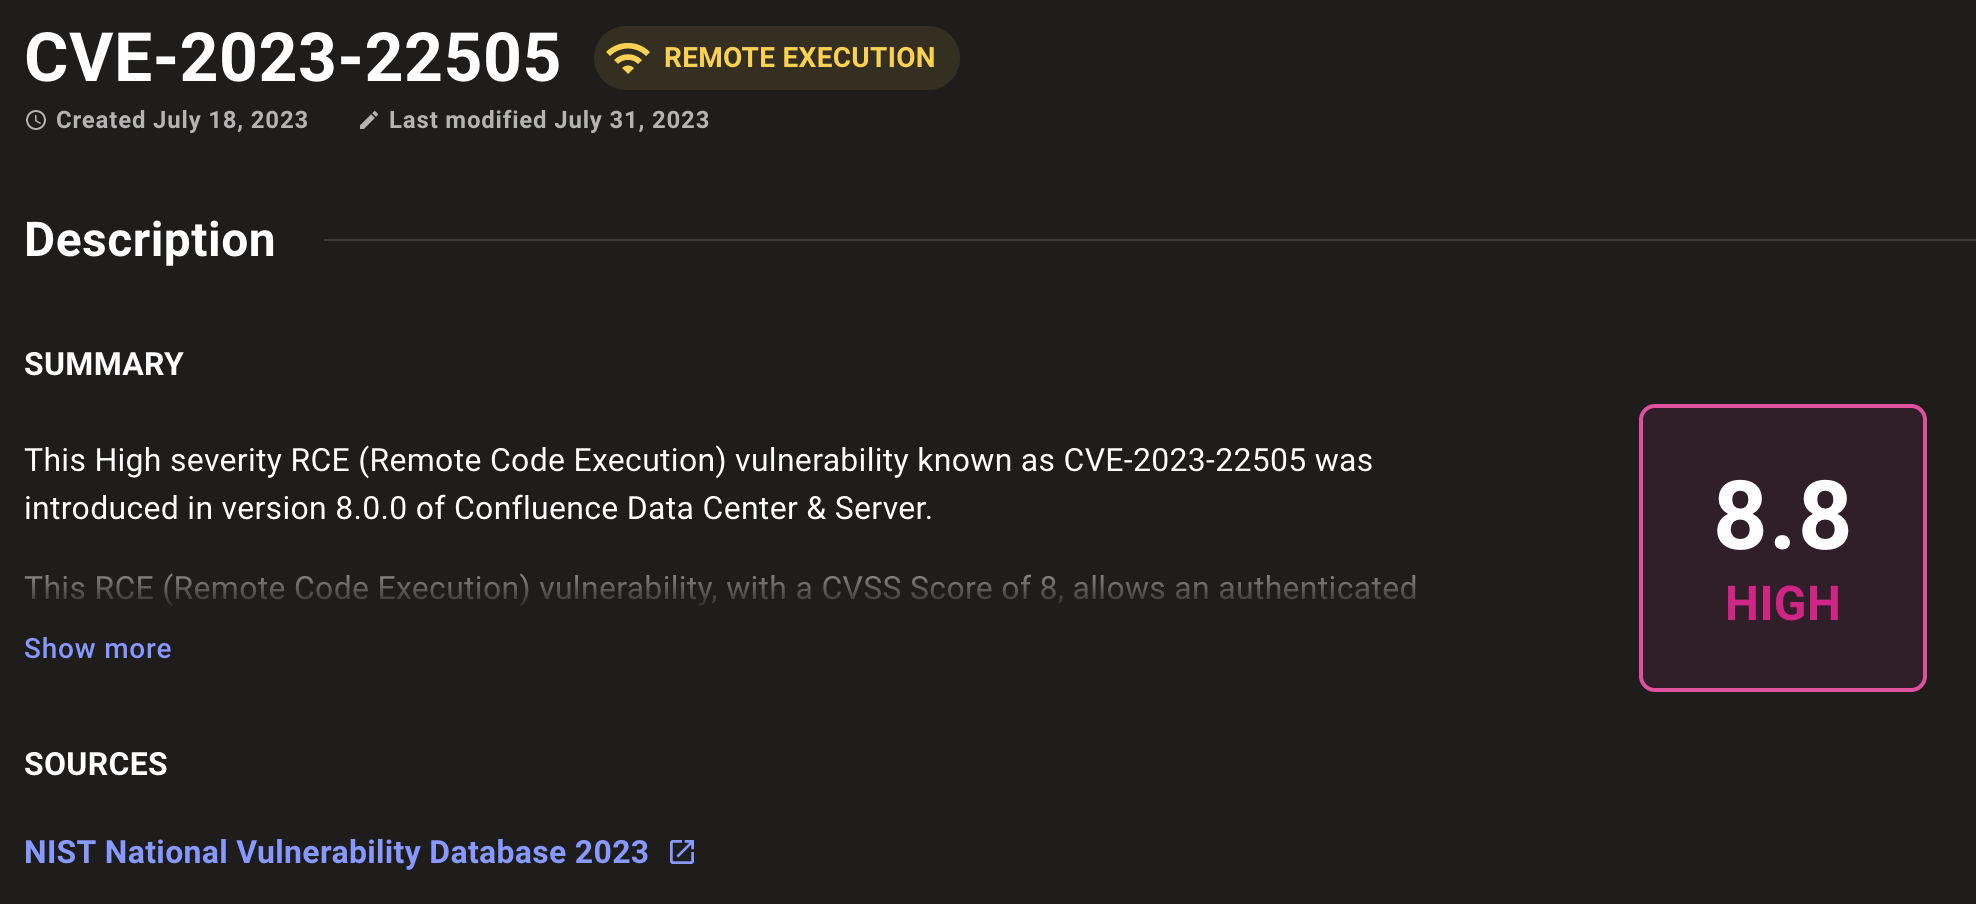 CVE-2023-22505
REMOTE EXECUTION
Created July 18, 2023
Last modified July 31, 2023
Description
SUMMARY
This High severity RCE (Remote Code Execution) vulnerability known as CVE-2023-22505 was
introduced in version 8.0.0 of Confluence Data Center & Server.
This RCE (Remote Code Execution) vulnerability, with a CVSS Score of 8, allows an authenticated
Show more
8.8
HIGH
SOURCES
NIST National Vulnerability Database 2023